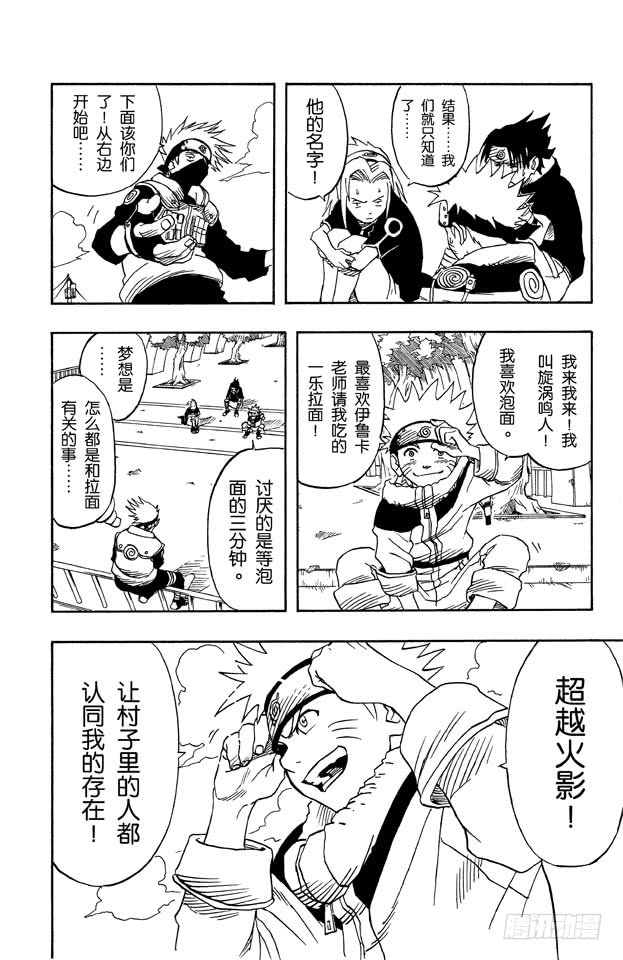 结果……我
们就只知道
了……
他的名字！
下面该你们
了！从右边
开始吧……
我来我来！我
叫旋涡鸣人！
我喜欢泡面。
最喜欢伊鲁卡
老师请我吃的
一乐拉面！
讨厌的是等泡
面的三分钟。
怎么都是和拉面
有关的事……
梦想是
……
超越火影！
让村子里的人都
认同我的存在！
腾讯动漫